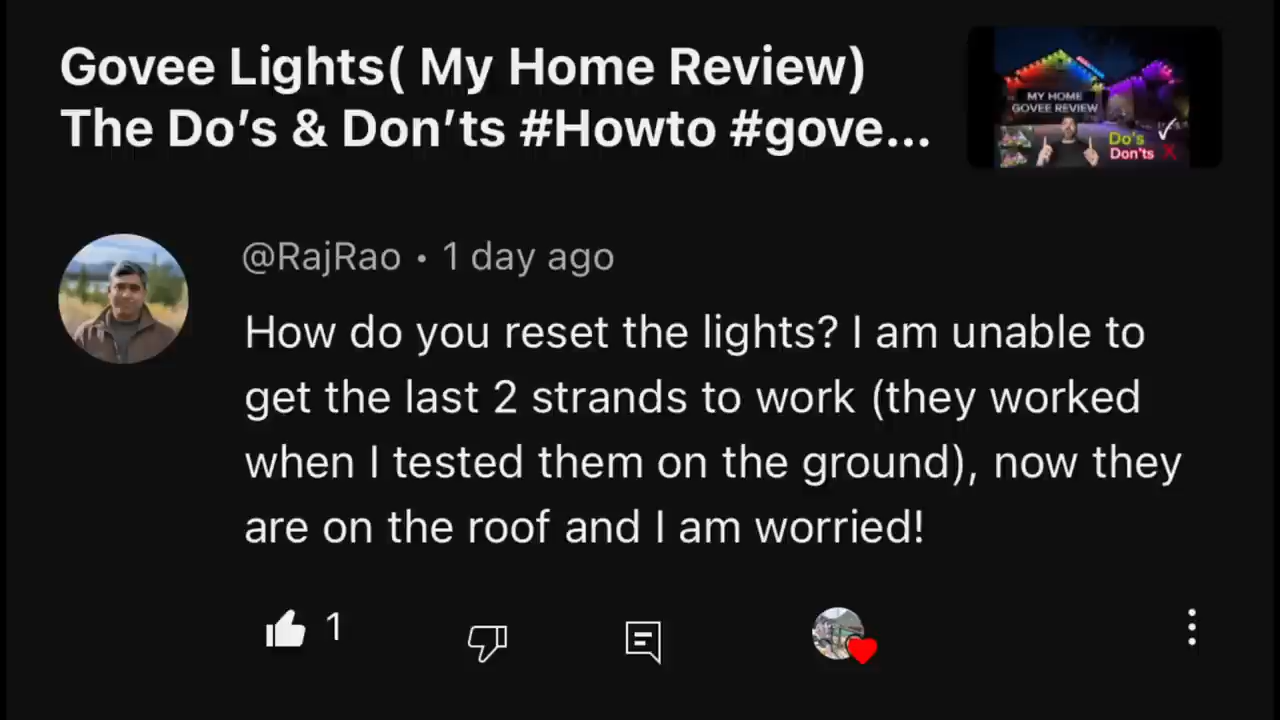 Govee Lights( My Home Review)
The Do’s & Don’ts #Howto #gove...
MY HOME
GOVEE REVIEW
Do's
Don'ts
@RajRao • 1 day ago
How do you reset the lights? I am unable to
get the last 2 strands to work (they worked
when I tested them on the ground), now they
are on the roof and I am worried!
1